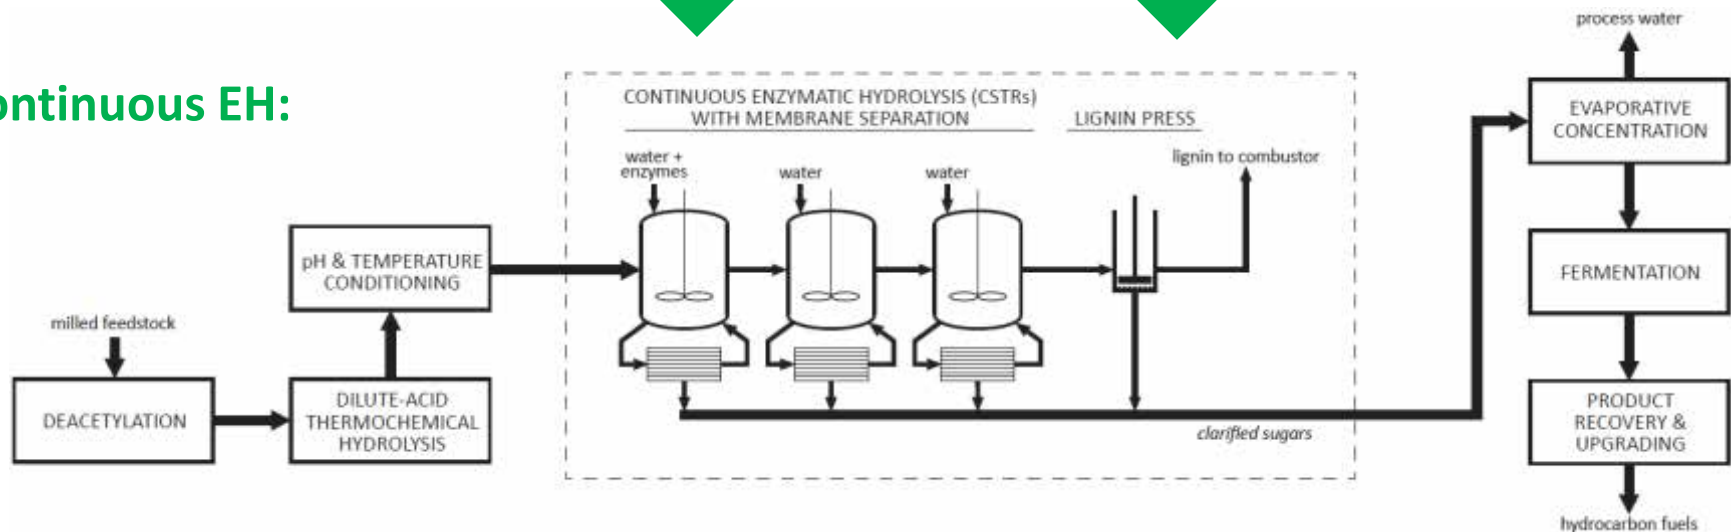 ontinuous EH:
milled feedstock
DEACETYLATION
DILUTE-ACID
THERMOCHEMICAL
HYDROLYSIS
pH & TEMPERATURE
CONDITIONING
CONTINUOUS ENZYMATIC HYDROLYSIS (CSTRs)
WITH MEMBRANE SEPARATION
LIGNIN PRESS
water +
enzymes
water
water
lignin to combustor
clarified sugars
process water
EVAPORATIVE
CONCENTRATION
FERMENTATION
PRODUCT
RECOVERY &
UPGRADING
hydrocarbon fuels